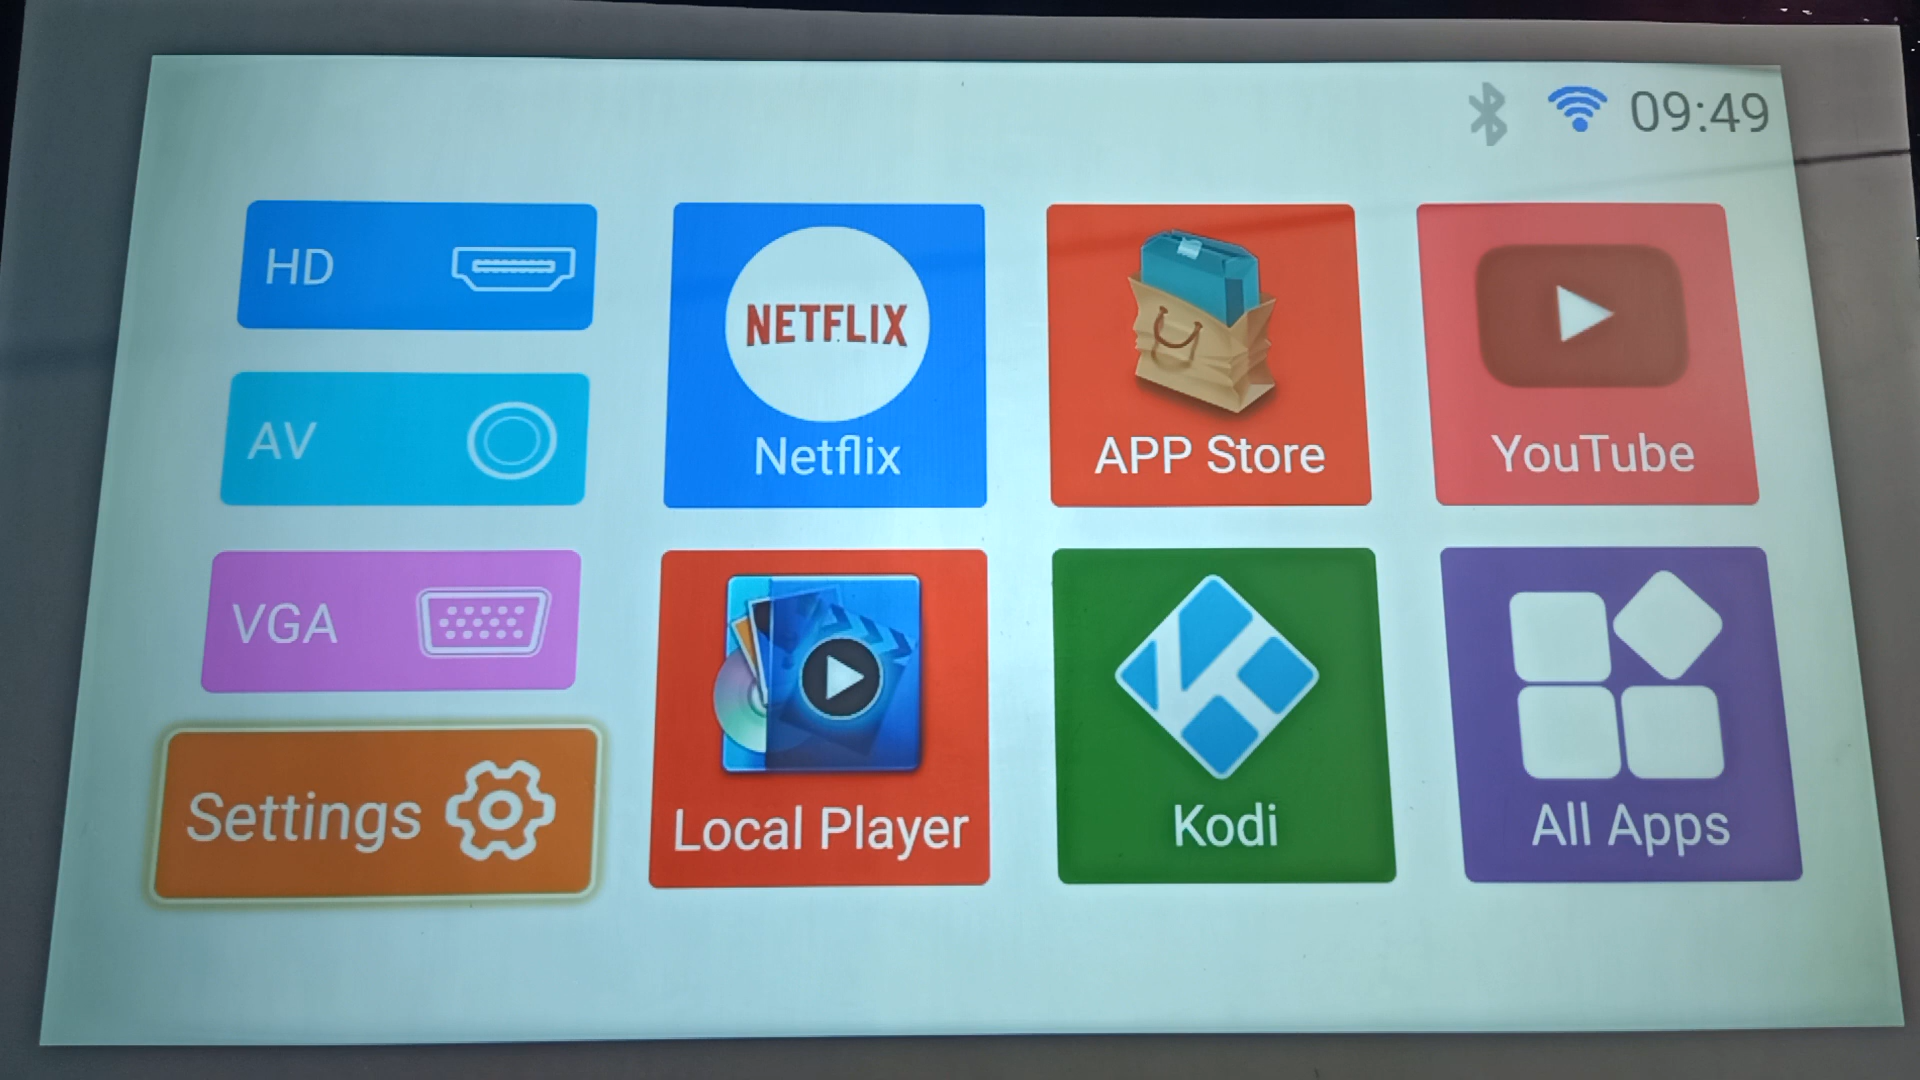 09:49
HD
AV
VGA
Settings
NETFLIX
Netflix
APP Store
YouTube
Local Player
Kodi
All Apps